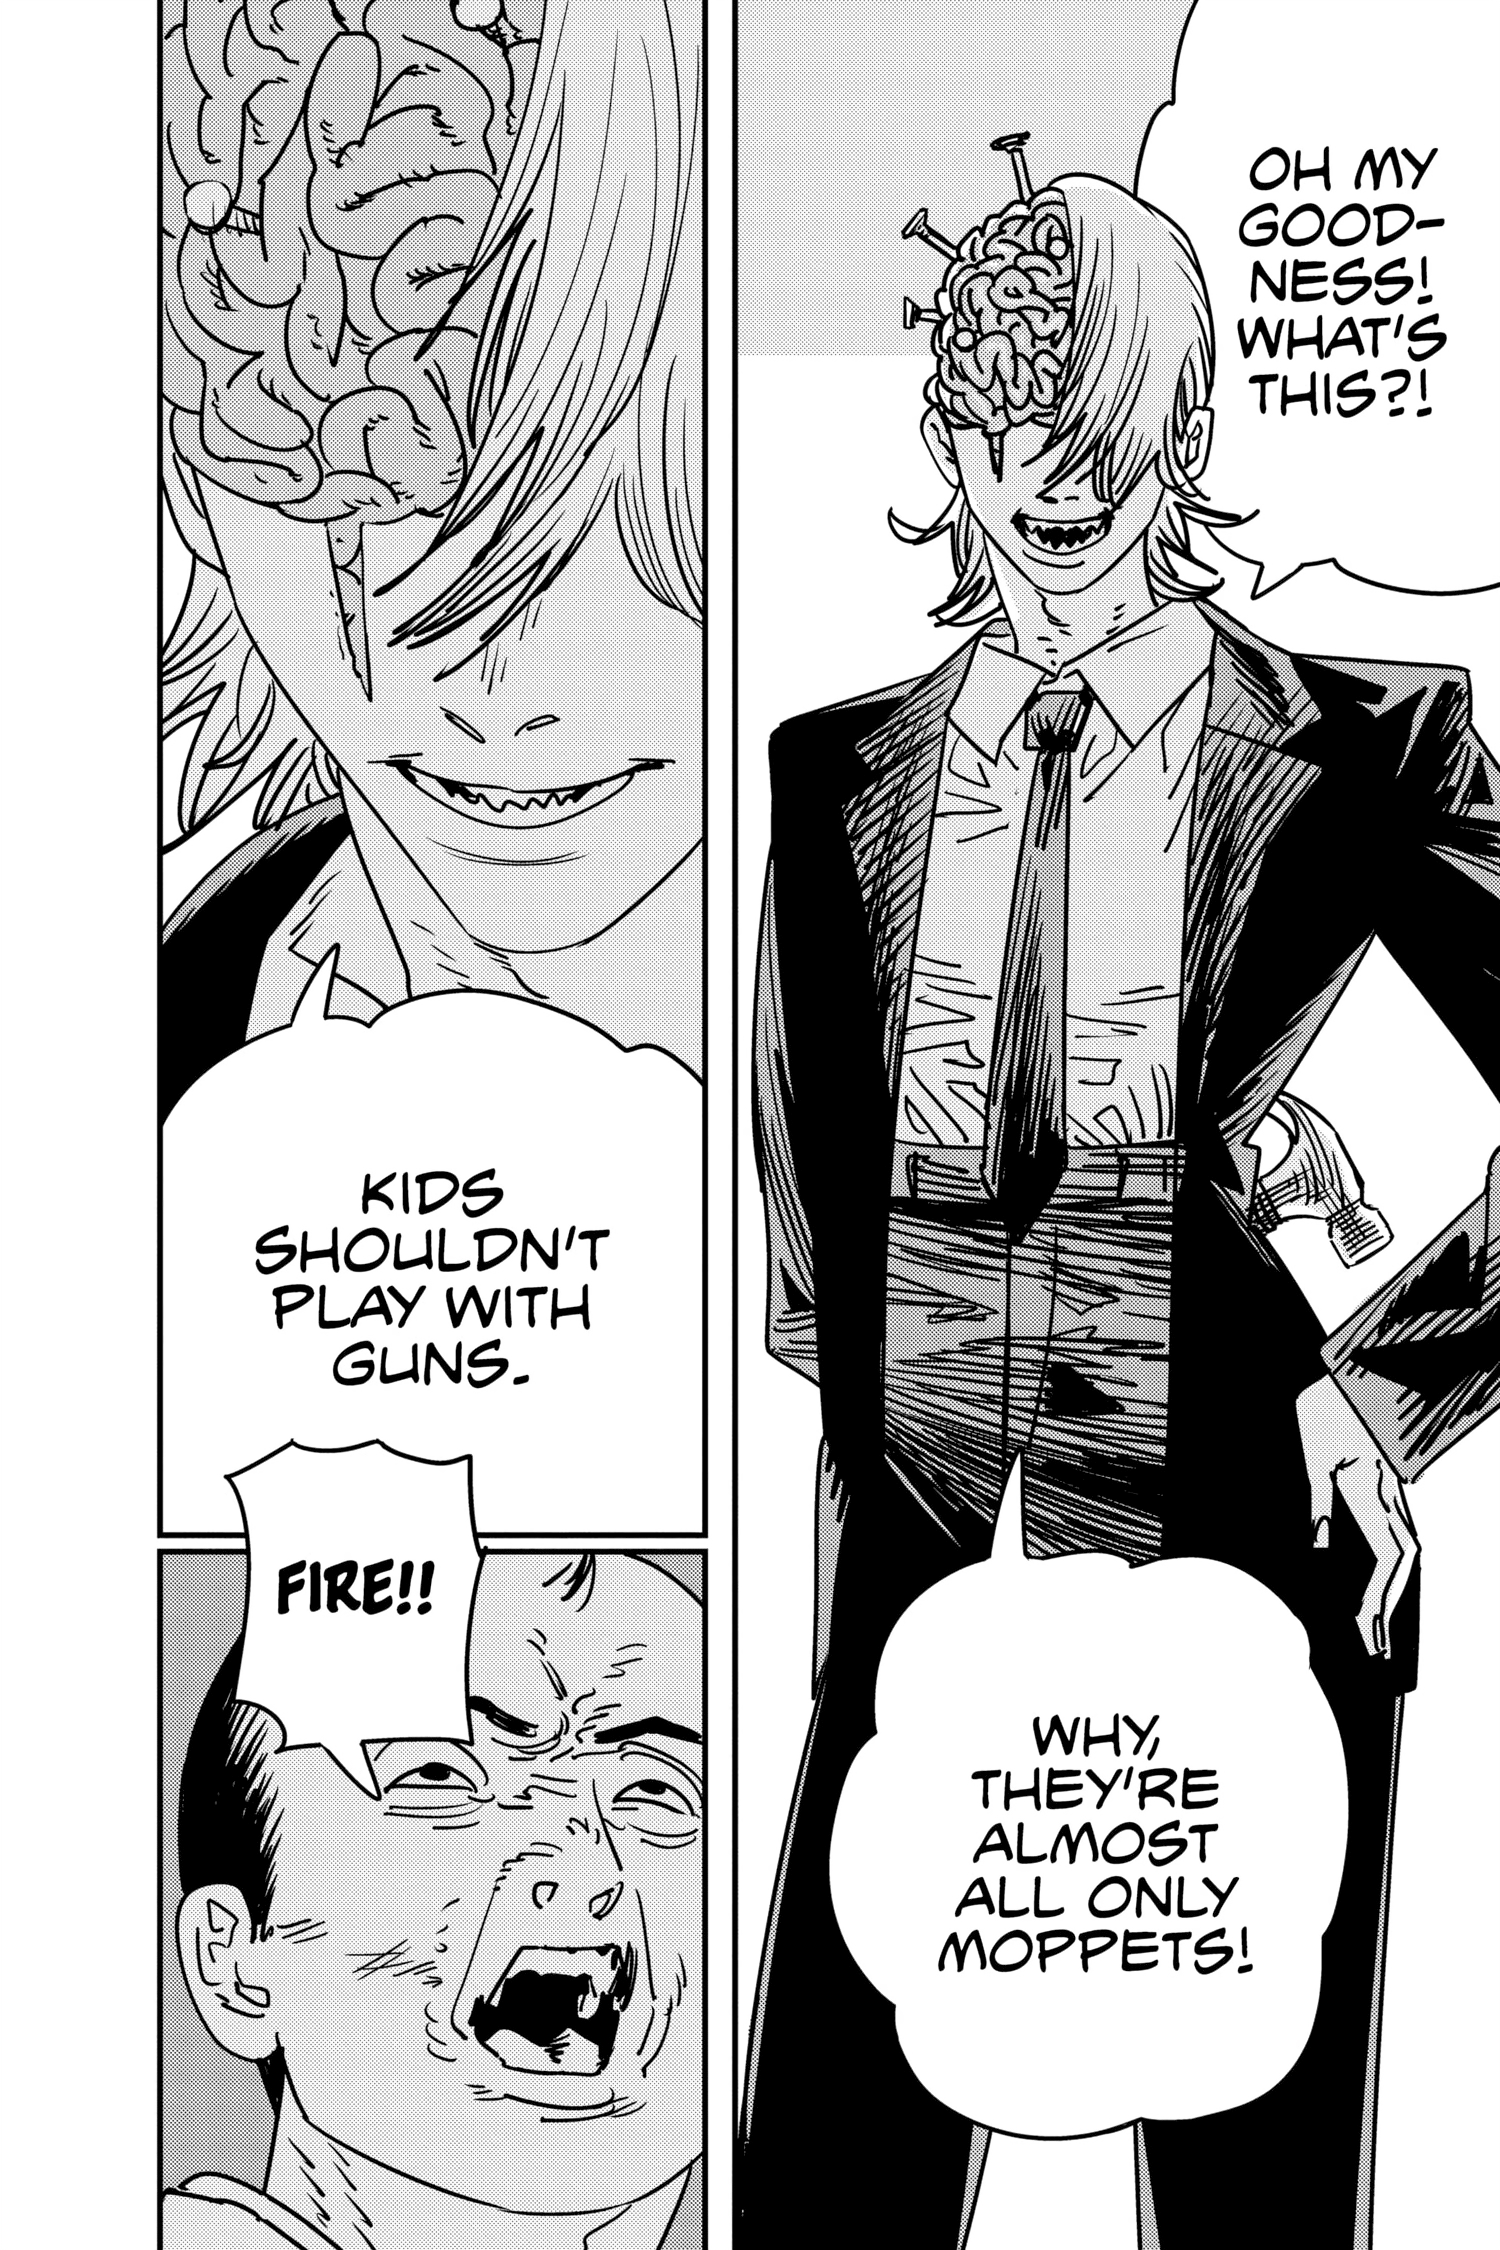 OH MY
GOOD-
NESS!
WHAT'S
THIS?!
WHY,
THEY'RE
ALMOST
ALL ONLY
MOPPETS!
KIDS
SHOULDN'T
PLAY WITH
GUNS.
FIRE!!